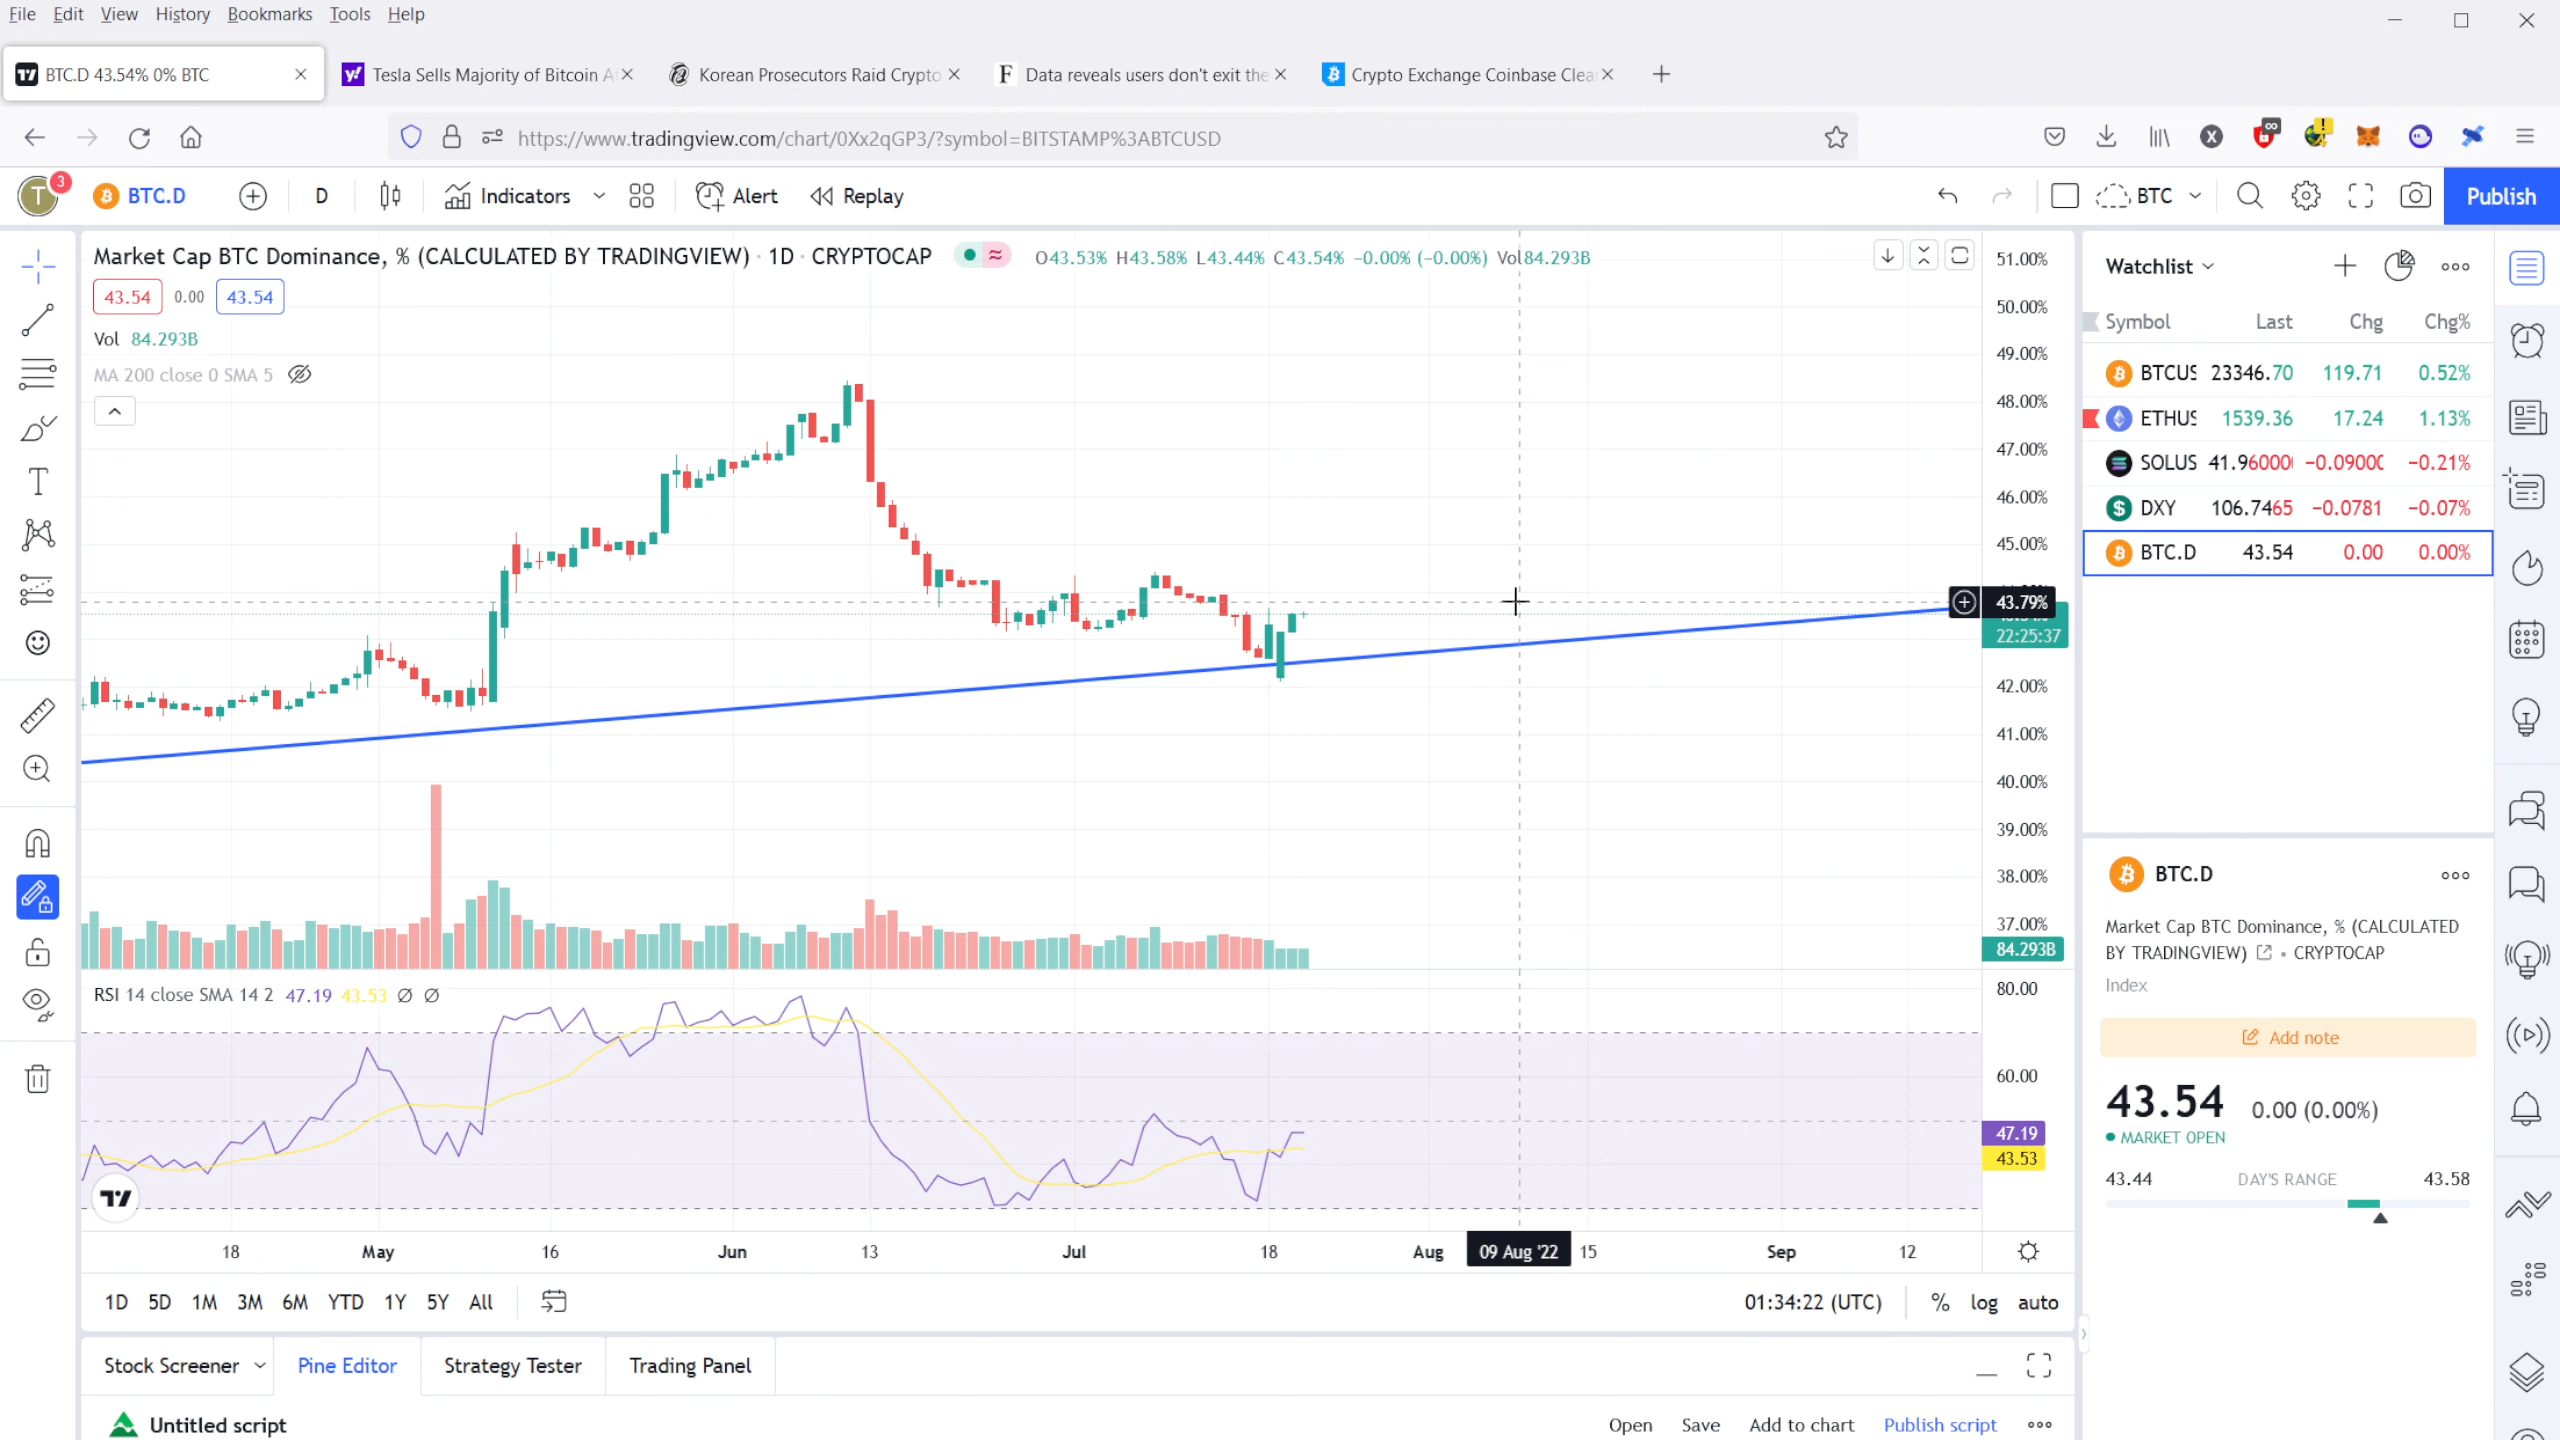 File Edit View History Bookmarks Tools Help
BTC.D 43.54% 0% BTC
Tesla Sells Majority of Bitcoin A
Korean Prosecutors Raid Crypto
Data reveals users don't exit the
Crypto Exchange Coinbase Clea
https://www.tradingview.com/chart/0Xx2qGP3/?symbol=BITSTAMP%3ABTCUSD
T 3 BTC.D D Indicators Alert Replay BTC Publish
Market Cap BTC Dominance, % (CALCULATED BY TRADINGVIEW) · 1D · CRYPTOCAP
O43.53% H43.58% L43.44% C43.54% −0.00% (−0.00%) Vol84.293B
43.54 0.00 43.54
Vol 84.293B
MA 200 close 0 SMA 5
51.00%
50.00%
49.00%
48.00%
47.00%
46.00%
45.00%
43.79%
22:25:37
42.00%
41.00%
40.00%
39.00%
38.00%
37.00%
84.293B
RSI 14 close SMA 14 2 47.19 43.53
80.00
60.00
47.19
43.53
18 May 16 Jun 13 Jul 18 Aug 09 Aug '22 15 Sep 12
1D 5D 1M 3M 6M YTD 1Y 5Y All
01:34:22 (UTC) % log auto
Stock Screener Pine Editor Strategy Tester Trading Panel
Untitled script
Open Save Add to chart Publish script
Watchlist
Symbol Last Chg Chg%
BTCUS 23346.70 119.71 0.52%
ETHUS 1539.36 17.24 1.13%
SOLUS 41.96000 −0.0900 −0.21%
DXY 106.7465 −0.0781 −0.07%
BTC.D 43.54 0.00 0.00%
BTC.D
Market Cap BTC Dominance, % (CALCULATED
BY TRADINGVIEW) • CRYPTOCAP
Index
Add note
43.54 0.00 (0.00%)
MARKET OPEN
43.44 DAY'S RANGE 43.58